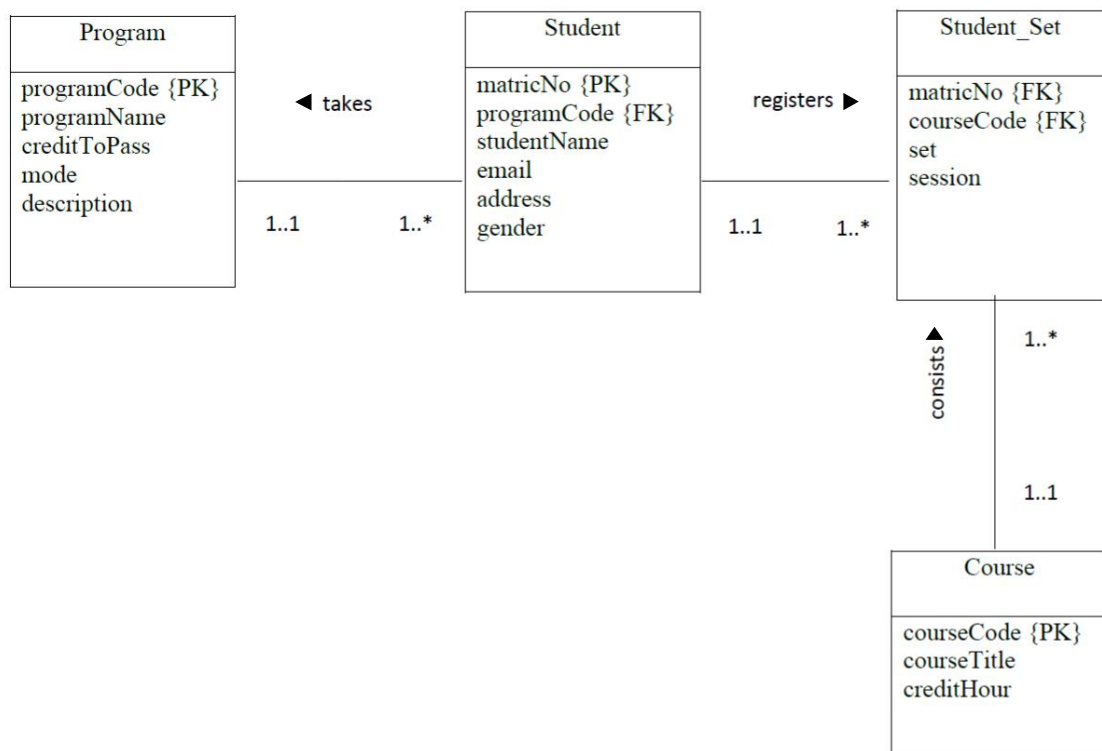 Program
programCode {PK}
programName
creditToPass
mode
description
takes
1..1
1..*
Student
matricNo {PK}
programCode {FK}
studentName
email
address
gender
registers
1..1
1..*
Student_Set
matricNo {FK}
courseCode {FK}
set
session
consists
1..*
1..1
Course
courseCode {PK}
courseTitle
creditHour